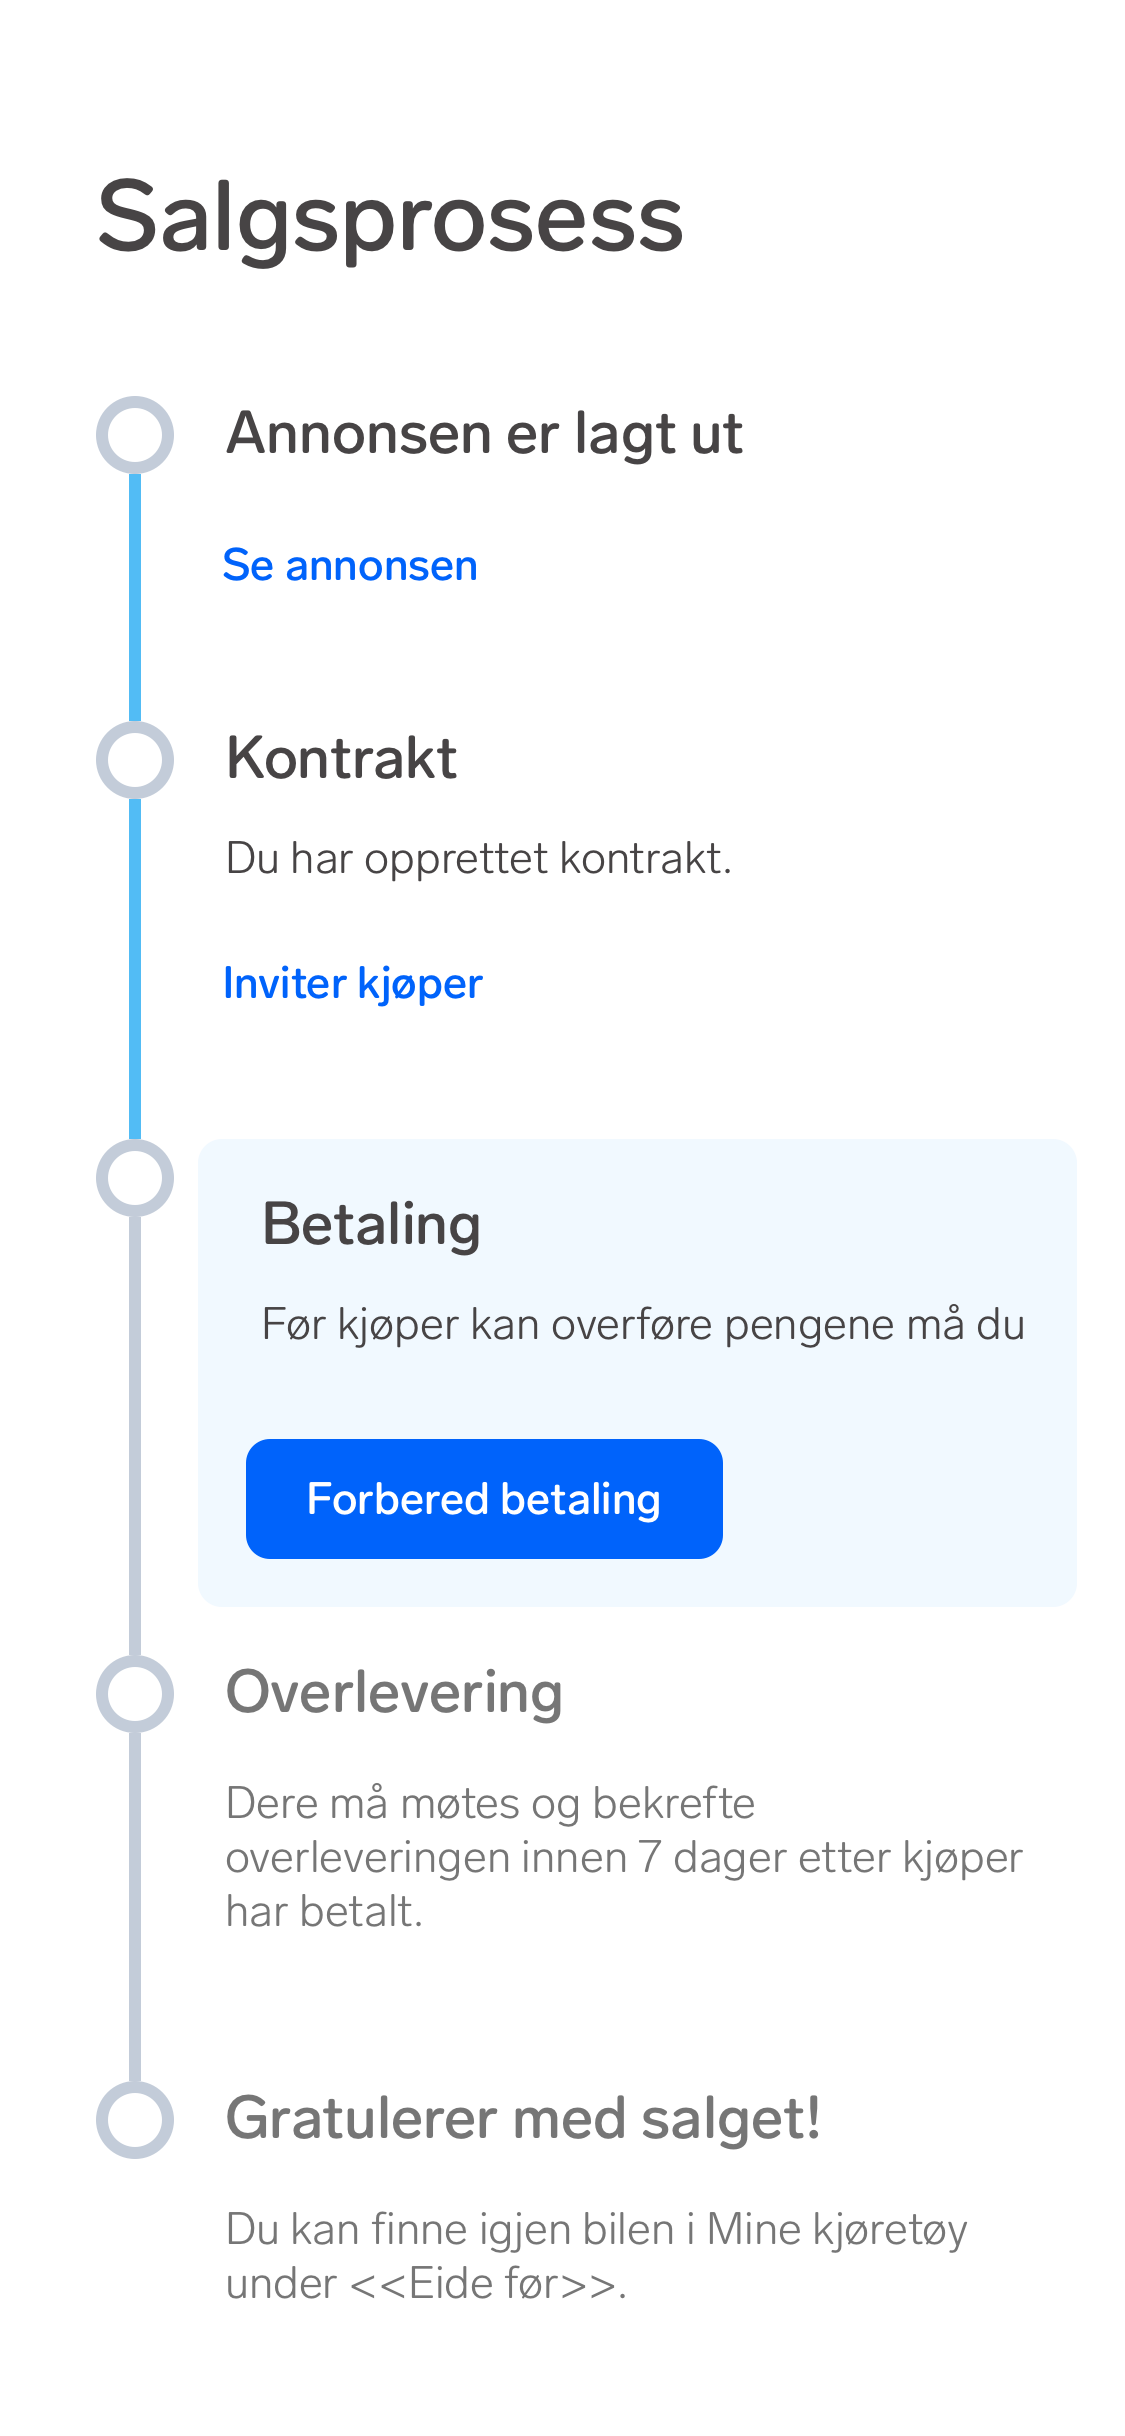 Salgsprosess
Annonsen er lagt ut
Se annonsen
Kontrakt
Du har opprettet kontrakt.
Inviter kjøper
Betaling
Før kjøper kan overføre pengene må du
Forbered betaling
Overlevering
Dere må møtes og bekrefte
overleveringen innen 7 dager etter kjøper
har betalt.
Gratulerer med salget!
Du kan finne igjen bilen i Mine kjøretøy
under <<Eide før>>.